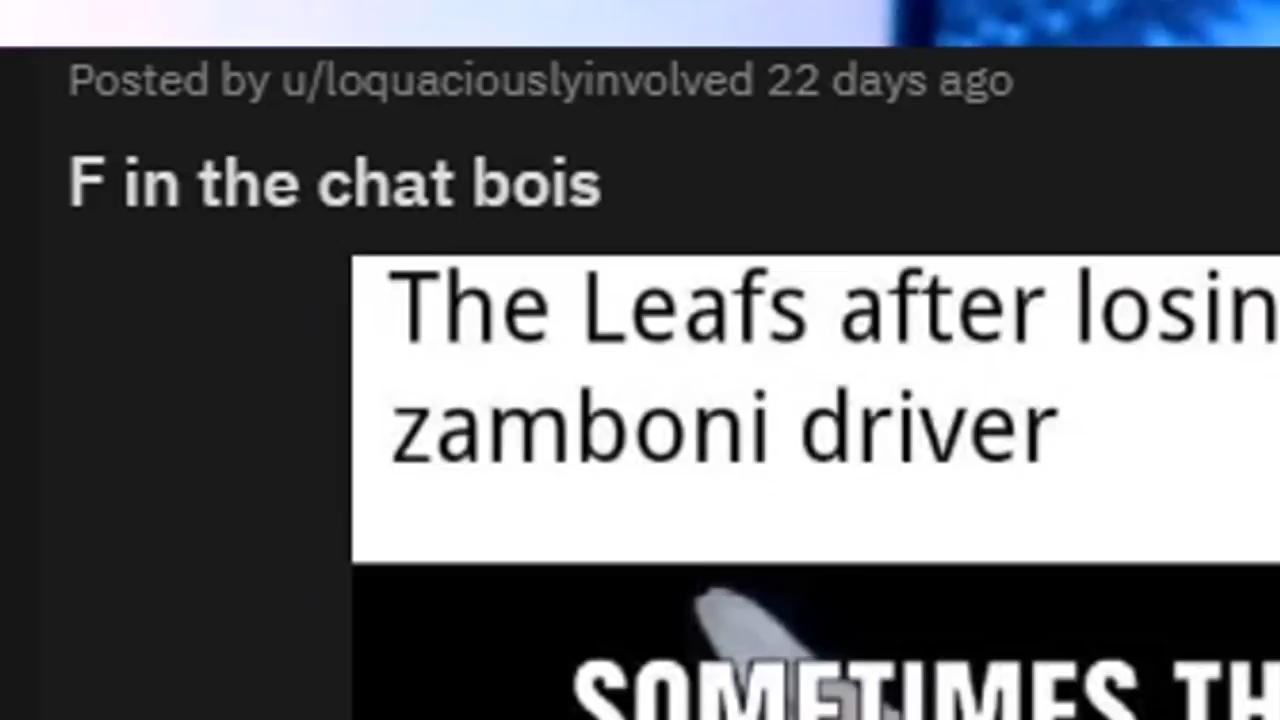 Posted by u/loquaciouslyinvolved 22 days ago
F in the chat bois
The Leafs after losin
zamboni driver
SOMETIMES TH